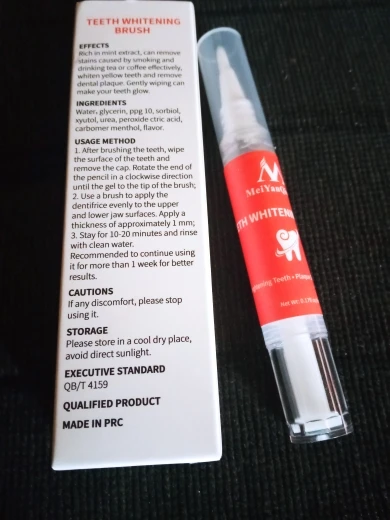 TEETH WHITENING
BRUSH
EFFECTS
Rich in mint extract, can remove
stains caused by smoking and
drinking tea or coffee effectively,
whiten yellow teeth and remove
dental plaque. Gently wiping can
make your teeth glow.
INGREDIENTS
Water, glycerin, ppg 10, sorbiol,
xyutol, urea, peroxide ctric acid,
carbomer menthol, flavor.
USAGE METHOD
1. After brushing the teeth, wipe
the surface of the teeth and
remove the cap. Rotate the end of
the pencil in a clockwise direction
until the gel to the tip of the brush;
2. Use a brush to apply the
dentifrice evenly to the upper
and lower jaw surfaces. Apply a
thickness of approximately 1 mm;
3. Stay for 10-20 minutes and rinse
with clean water.
Recommended to continue using
it for more than 1 week for better
results.
CAUTIONS
If any discomfort, please stop
using it.
STORAGE
Please store in a cool dry place,
avoid direct sunlight.
EXECUTIVE STANDARD
QB/T 4159
QUALIFIED PRODUCT
MADE IN PRC
M
MeiYan
TH WHITENI
tening Teeth • Plaque
Net Wt